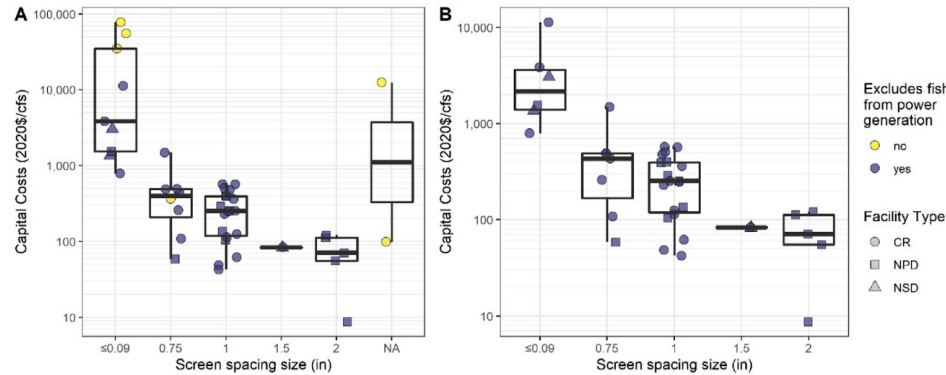 A
Capital Costs (2020$/cfs)
100,000
10,000
1,000
100
10
≤0.09
0.75
1
1.5
2
NA
Screen spacing size (in)
B
Capital Costs (2020$/cfs)
10,000
1,000
100
10
≤0.09
0.75
1
1.5
2
Screen spacing size (in)
Excludes fish
from power
generation
no
yes
Facility Type
CR
NPD
NSD